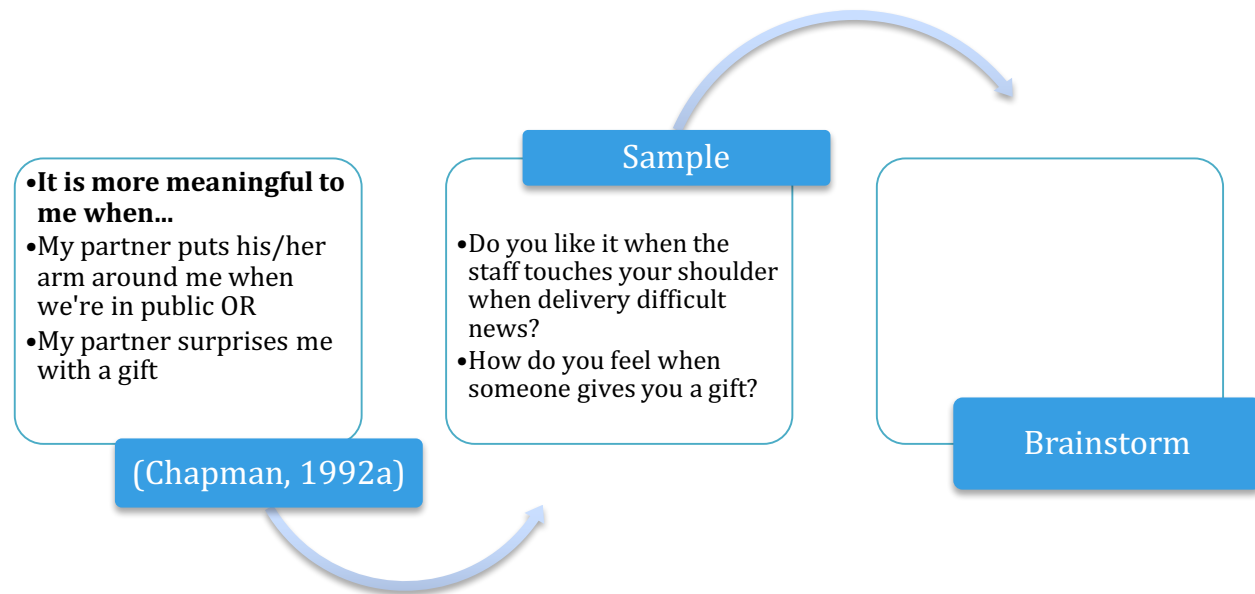 •It is more meaningful to
me when...
•My partner puts his/her
arm around me when
we're in public OR
•My partner surprises me
with a gift
(Chapman, 1992a)
Sample
•Do you like it when the
staff touches your shoulder
when delivery difficult
news?
•How do you feel when
someone gives you a gift?
Brainstorm